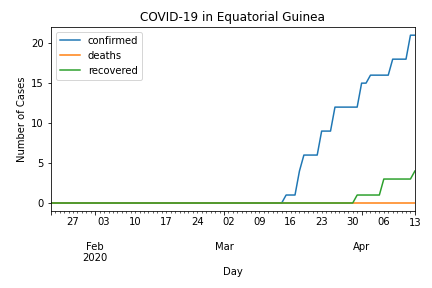 COVID-19 in Equatorial Guinea
confirmed
deaths
recovered
Number of Cases
20
15
10
5
0
27 03 10 17 24 02 09 16 23 30 06 13
Feb Mar Apr
2020
Day